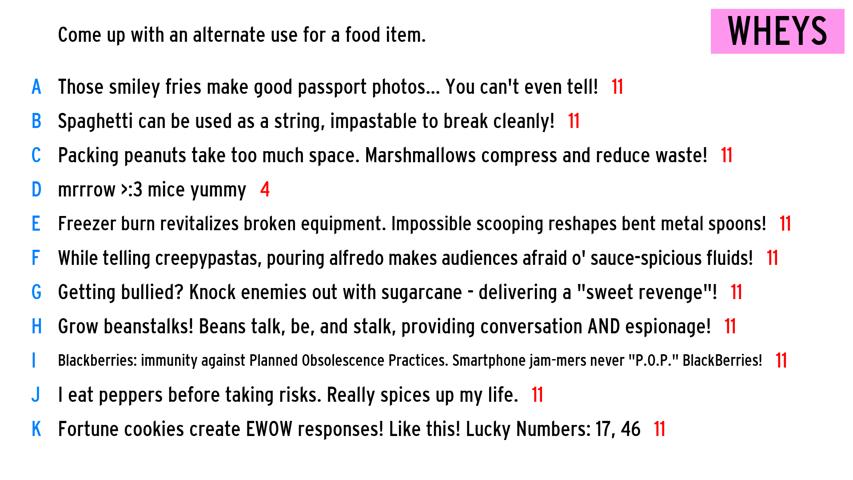 Come up with an alternate use for a food item.
WHEYS
A Those smiley fries make good passport photos... You can't even tell! 11
B Spaghetti can be used as a string, impastable to break cleanly! 11
C Packing peanuts take too much space. Marshmallows compress and reduce waste! 11
D mrrrow >:3 mice yummy 4
E Freezer burn revitalizes broken equipment. Impossible scooping reshapes bent metal spoons! 11
F While telling creepypastas, pouring alfredo makes audiences afraid o' sauce-spicious fluids! 11
G Getting bullied? Knock enemies out with sugarcane - delivering a "sweet revenge"! 11
H Grow beanstalks! Beans talk, be, and stalk, providing conversation AND espionage! 11
I Blackberries: immunity against Planned Obsolescence Practices. Smartphone jam-mers never "P.O.P." BlackBerries! 11
J I eat peppers before taking risks. Really spices up my life. 11
K Fortune cookies create EWOW responses! Like this! Lucky Numbers: 17, 46 11